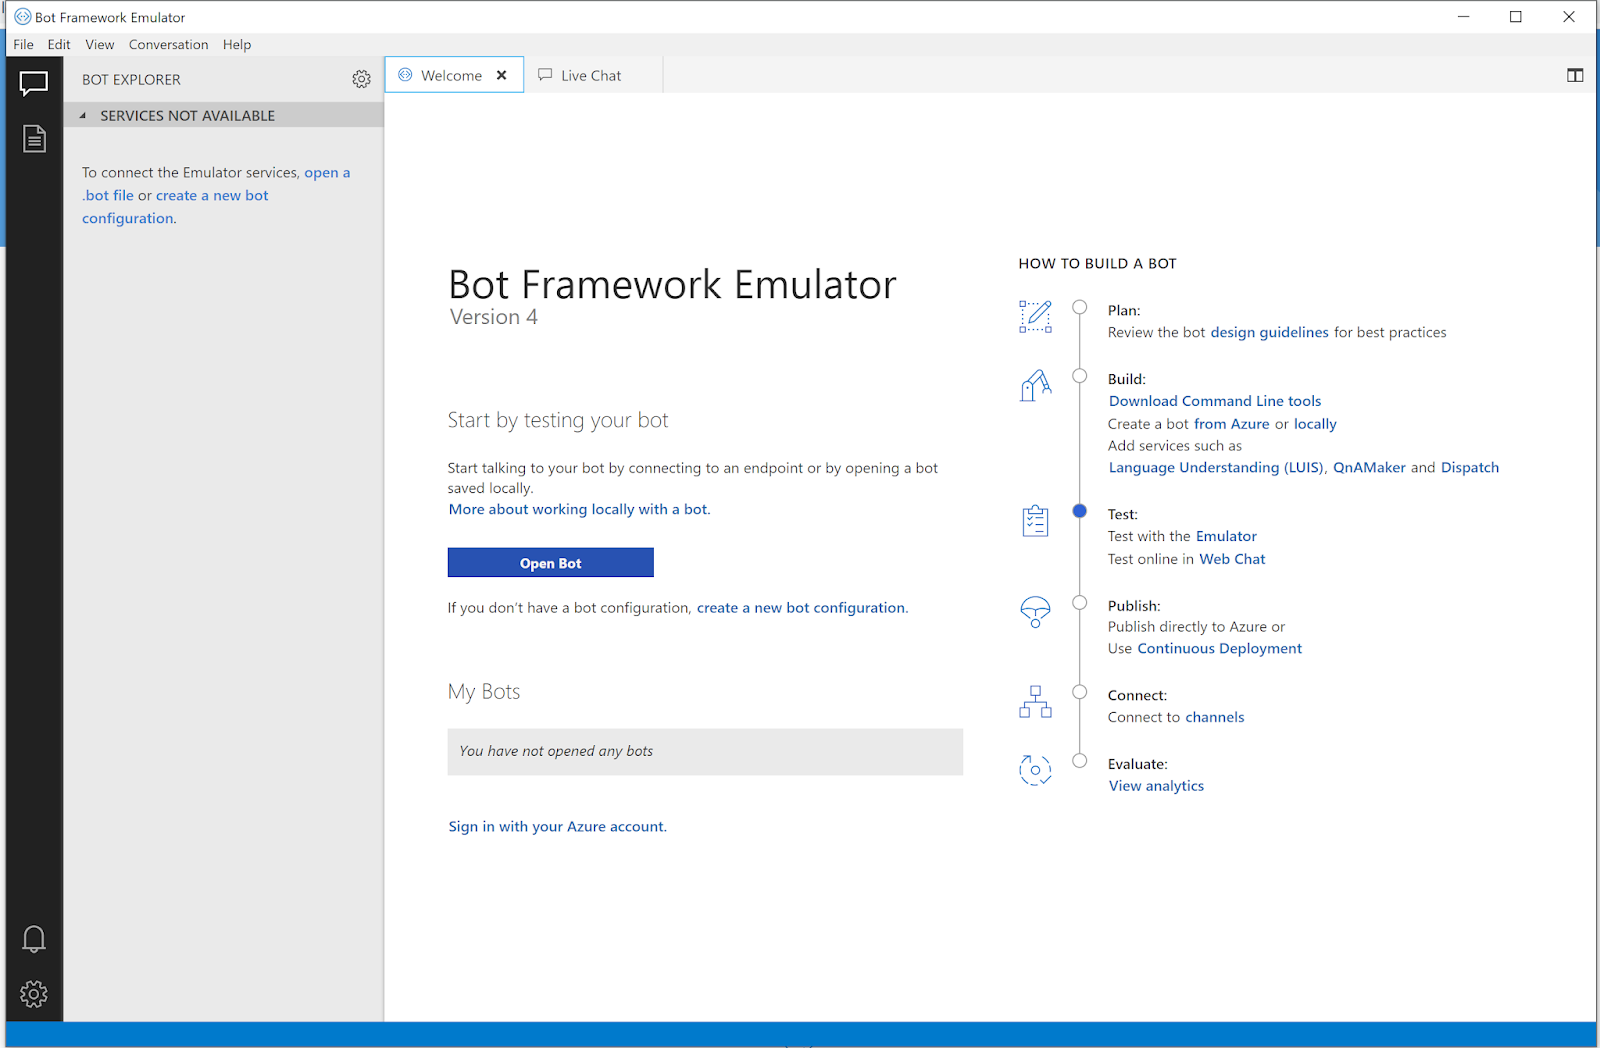 Bot Framework Emulator
File Edit View Conversation Help
BOT EXPLORER
SERVICES NOT AVAILABLE
To connect the Emulator services, open a
.bot file or create a new bot
configuration.
Welcome
Live Chat
Bot Framework Emulator
Version 4
Start by testing your bot
Start talking to your bot by connecting to an endpoint or by opening a bot
saved locally.
More about working locally with a bot.
Open Bot
If you don’t have a bot configuration, create a new bot configuration.
My Bots
You have not opened any bots
Sign in with your Azure account.
HOW TO BUILD A BOT
Plan:
Review the bot design guidelines for best practices
Build:
Download Command Line tools
Create a bot from Azure or locally
Add services such as
Language Understanding (LUIS), QnAMaker and Dispatch
Test:
Test with the Emulator
Test online in Web Chat
Publish:
Publish directly to Azure or
Use Continuous Deployment
Connect:
Connect to channels
Evaluate:
View analytics